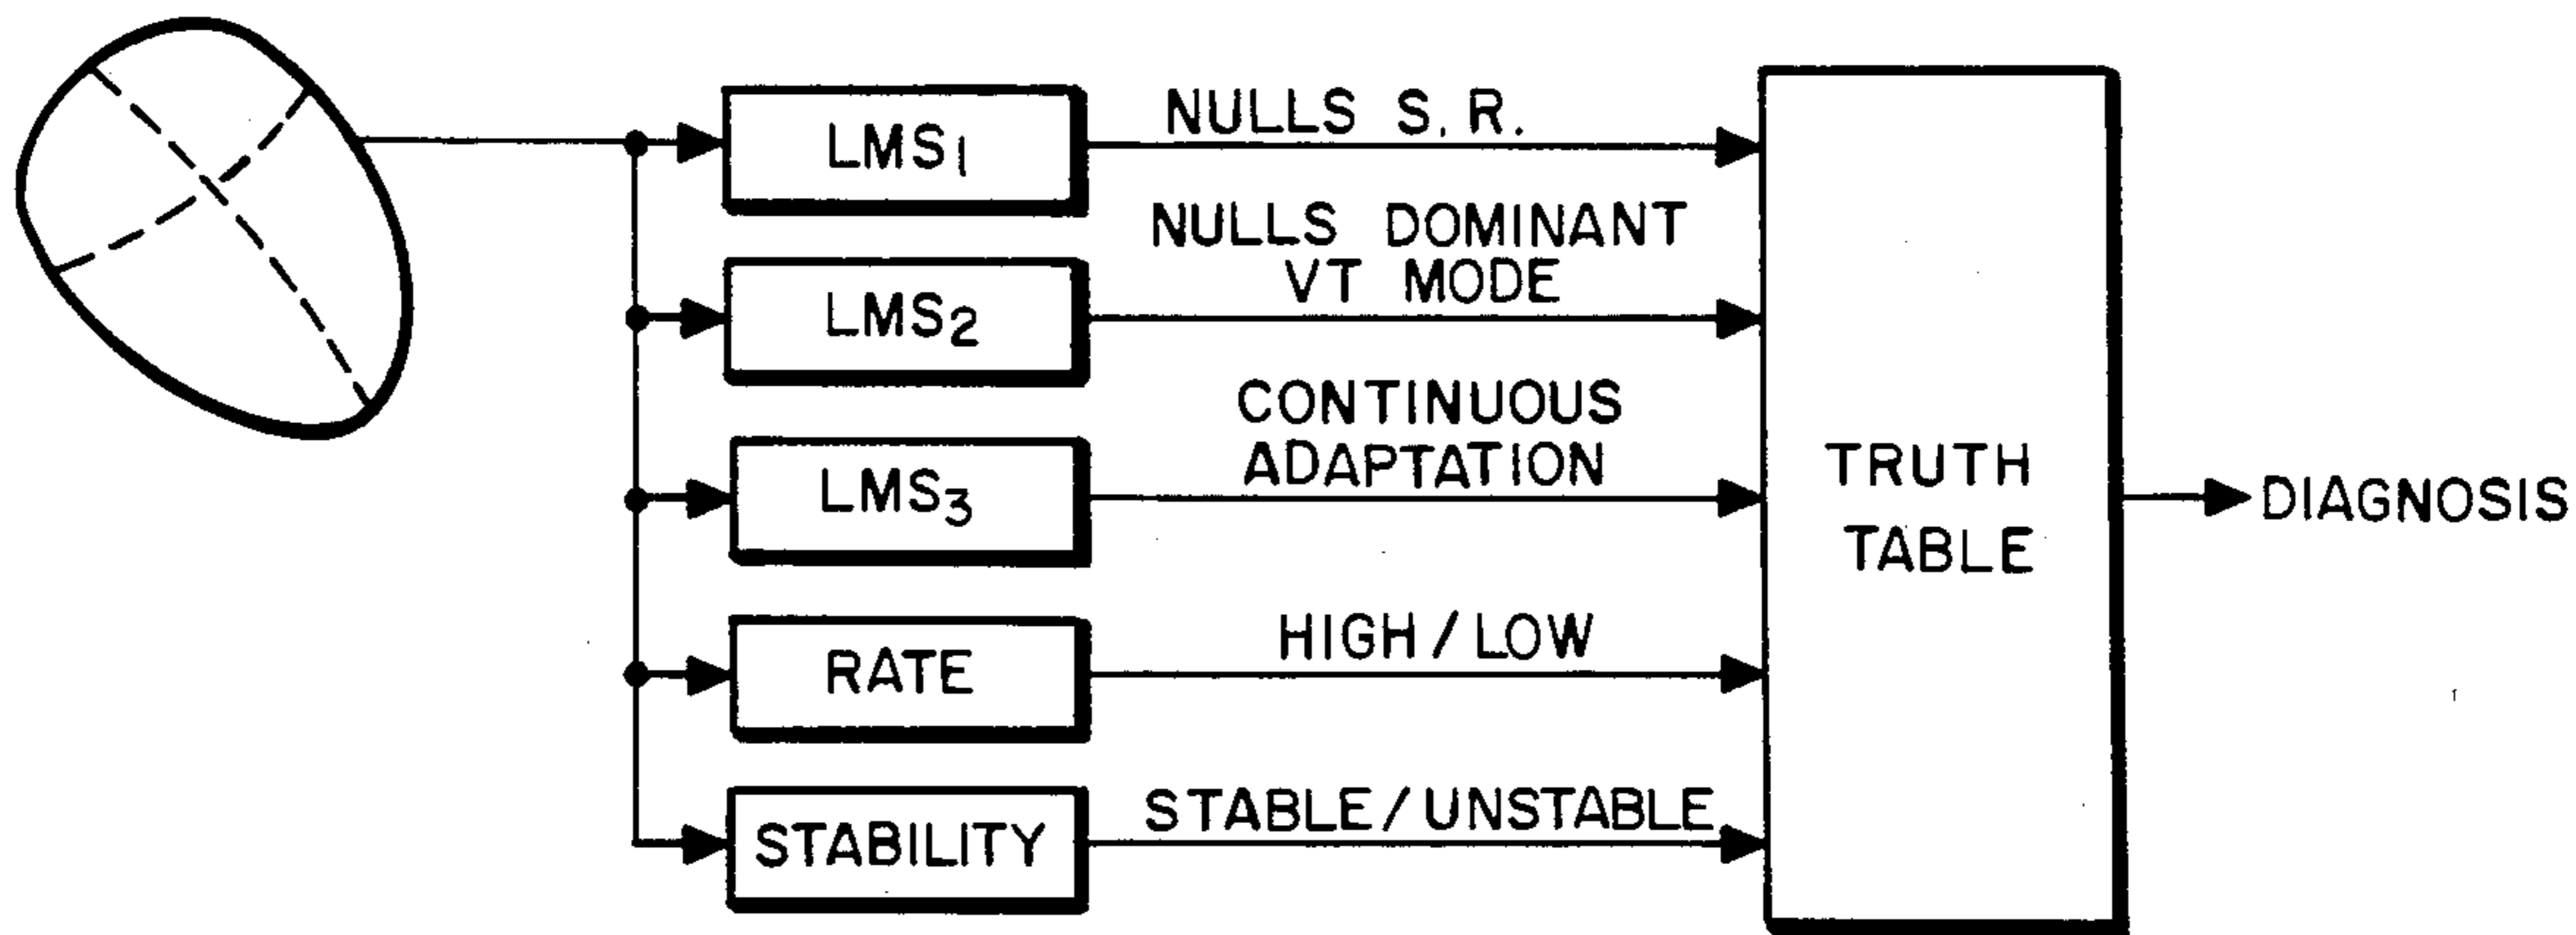 LMS1
NULLS S.R.
NULLS DOMINANT
VT MODE
LMS2
CONTINUOUS
ADAPTATION
LMS3
HIGH/LOW
RATE
STABLE/UNSTABLE
STABILITY
TRUTH
TABLE
DIAGNOSIS